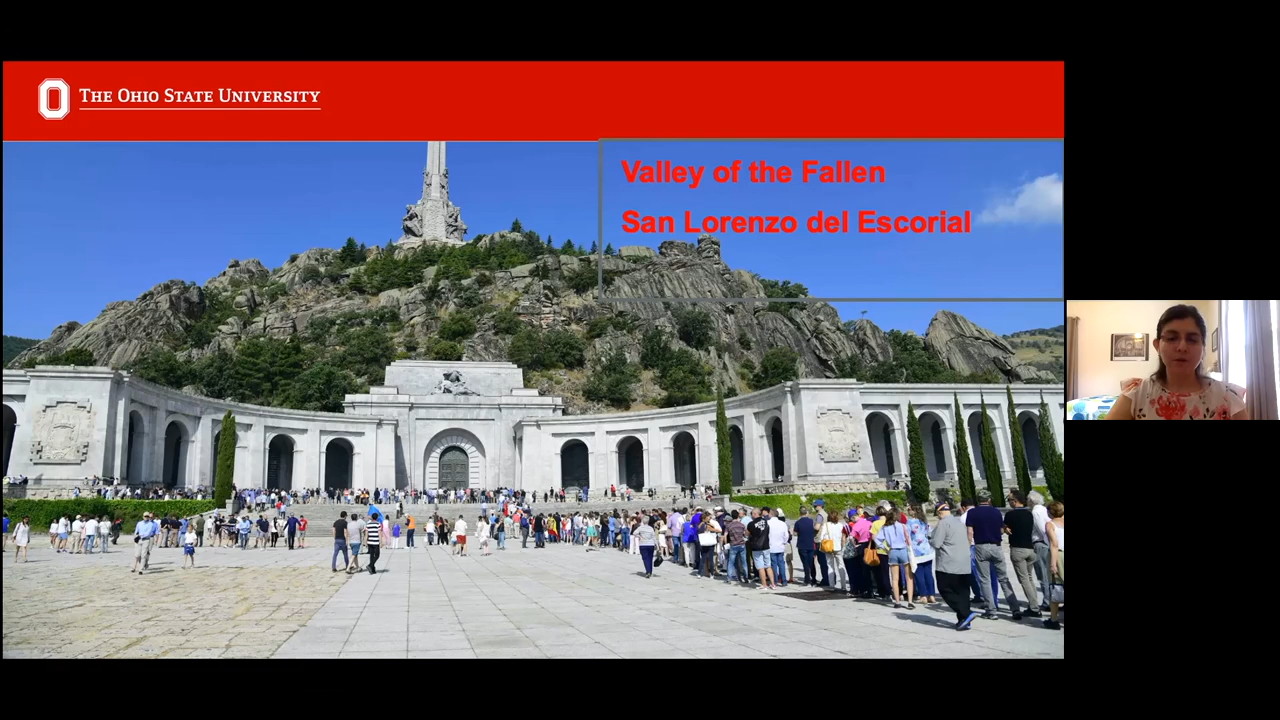 THE OHIO STATE UNIVERSITY
Valley of the Fallen
San Lorenzo del Escorial